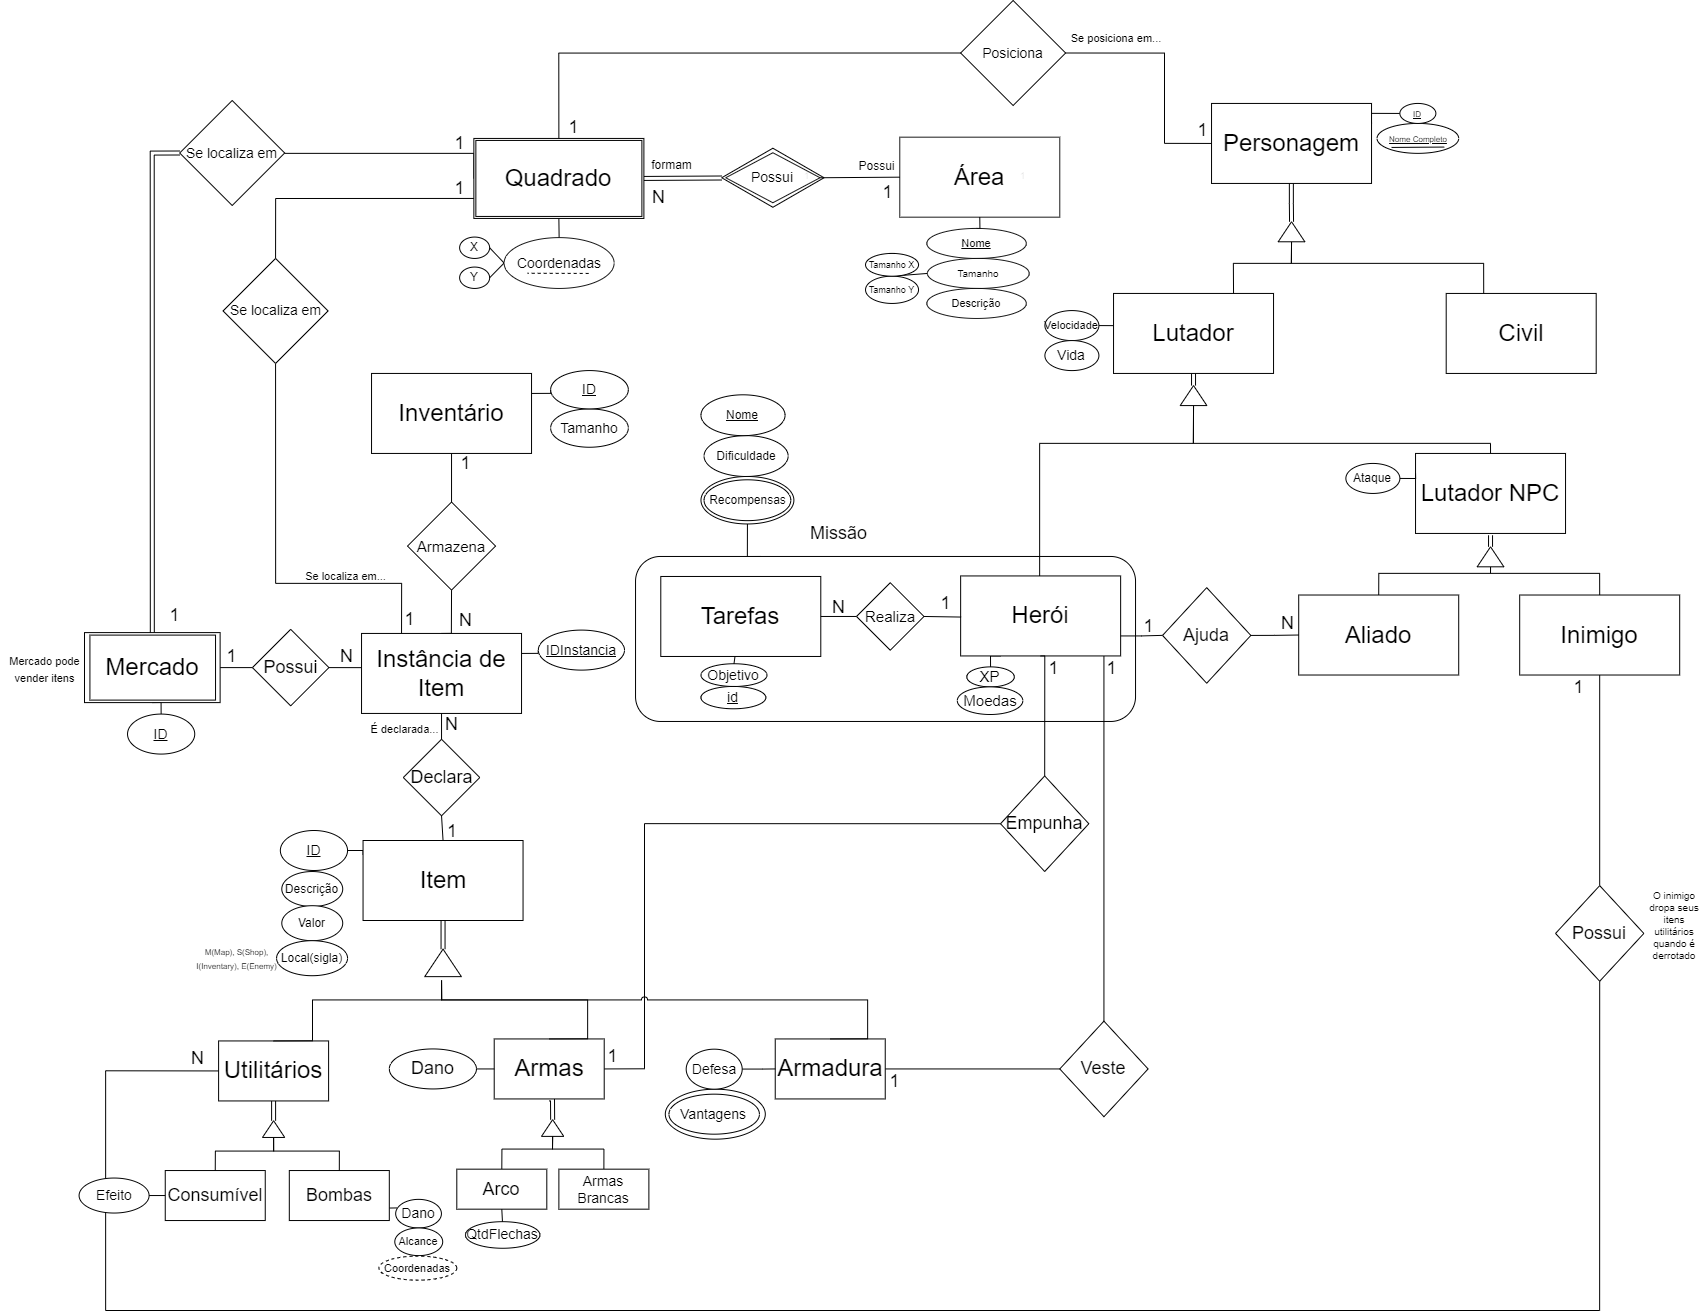 Posiciona
Se posiciona em...
1
1
Personagem
ID
Nome Completo
Se localiza em
1
1
Quadrado
formam
N
Possui
Possui
1
Área
1
X
Y
Coordenadas
Nome
Tamanho X
Tamanho Y
Tamanho
Descrição
Se localiza em
Velocidade
Vida
Lutador
Civil
Inventário
ID
Tamanho
1
Nome
Dificuldade
Recompensas
Ataque
Lutador NPC
Missão
Armazena
Se localiza em...
1
1
N
Tarefas
N
Realiza
1
Herói
1
Ajuda
N
Aliado
Inimigo
Mercado pode
vender itens
Mercado
1
Possui
N
Instância de
Item
IDInstancia
Objetivo
id
XP
Moedas
1
1
1
ID
É declarada...
N
Declara
1
Empunha
ID
Descrição
Valor
Local(sigla)
M(Map), S(Shop),
I(Inventary), E(Enemy)
Item
Possui
O inimigo
dropa seus
itens
utilitários
quando é
derrotado
N
Utilitários
Dano
Armas
1
Defesa
Vantagens
Armadura
1
Veste
Efeito
Consumível
Bombas
Dano
Alcance
Coordenadas
Arco
QtdFlechas
Armas
Brancas